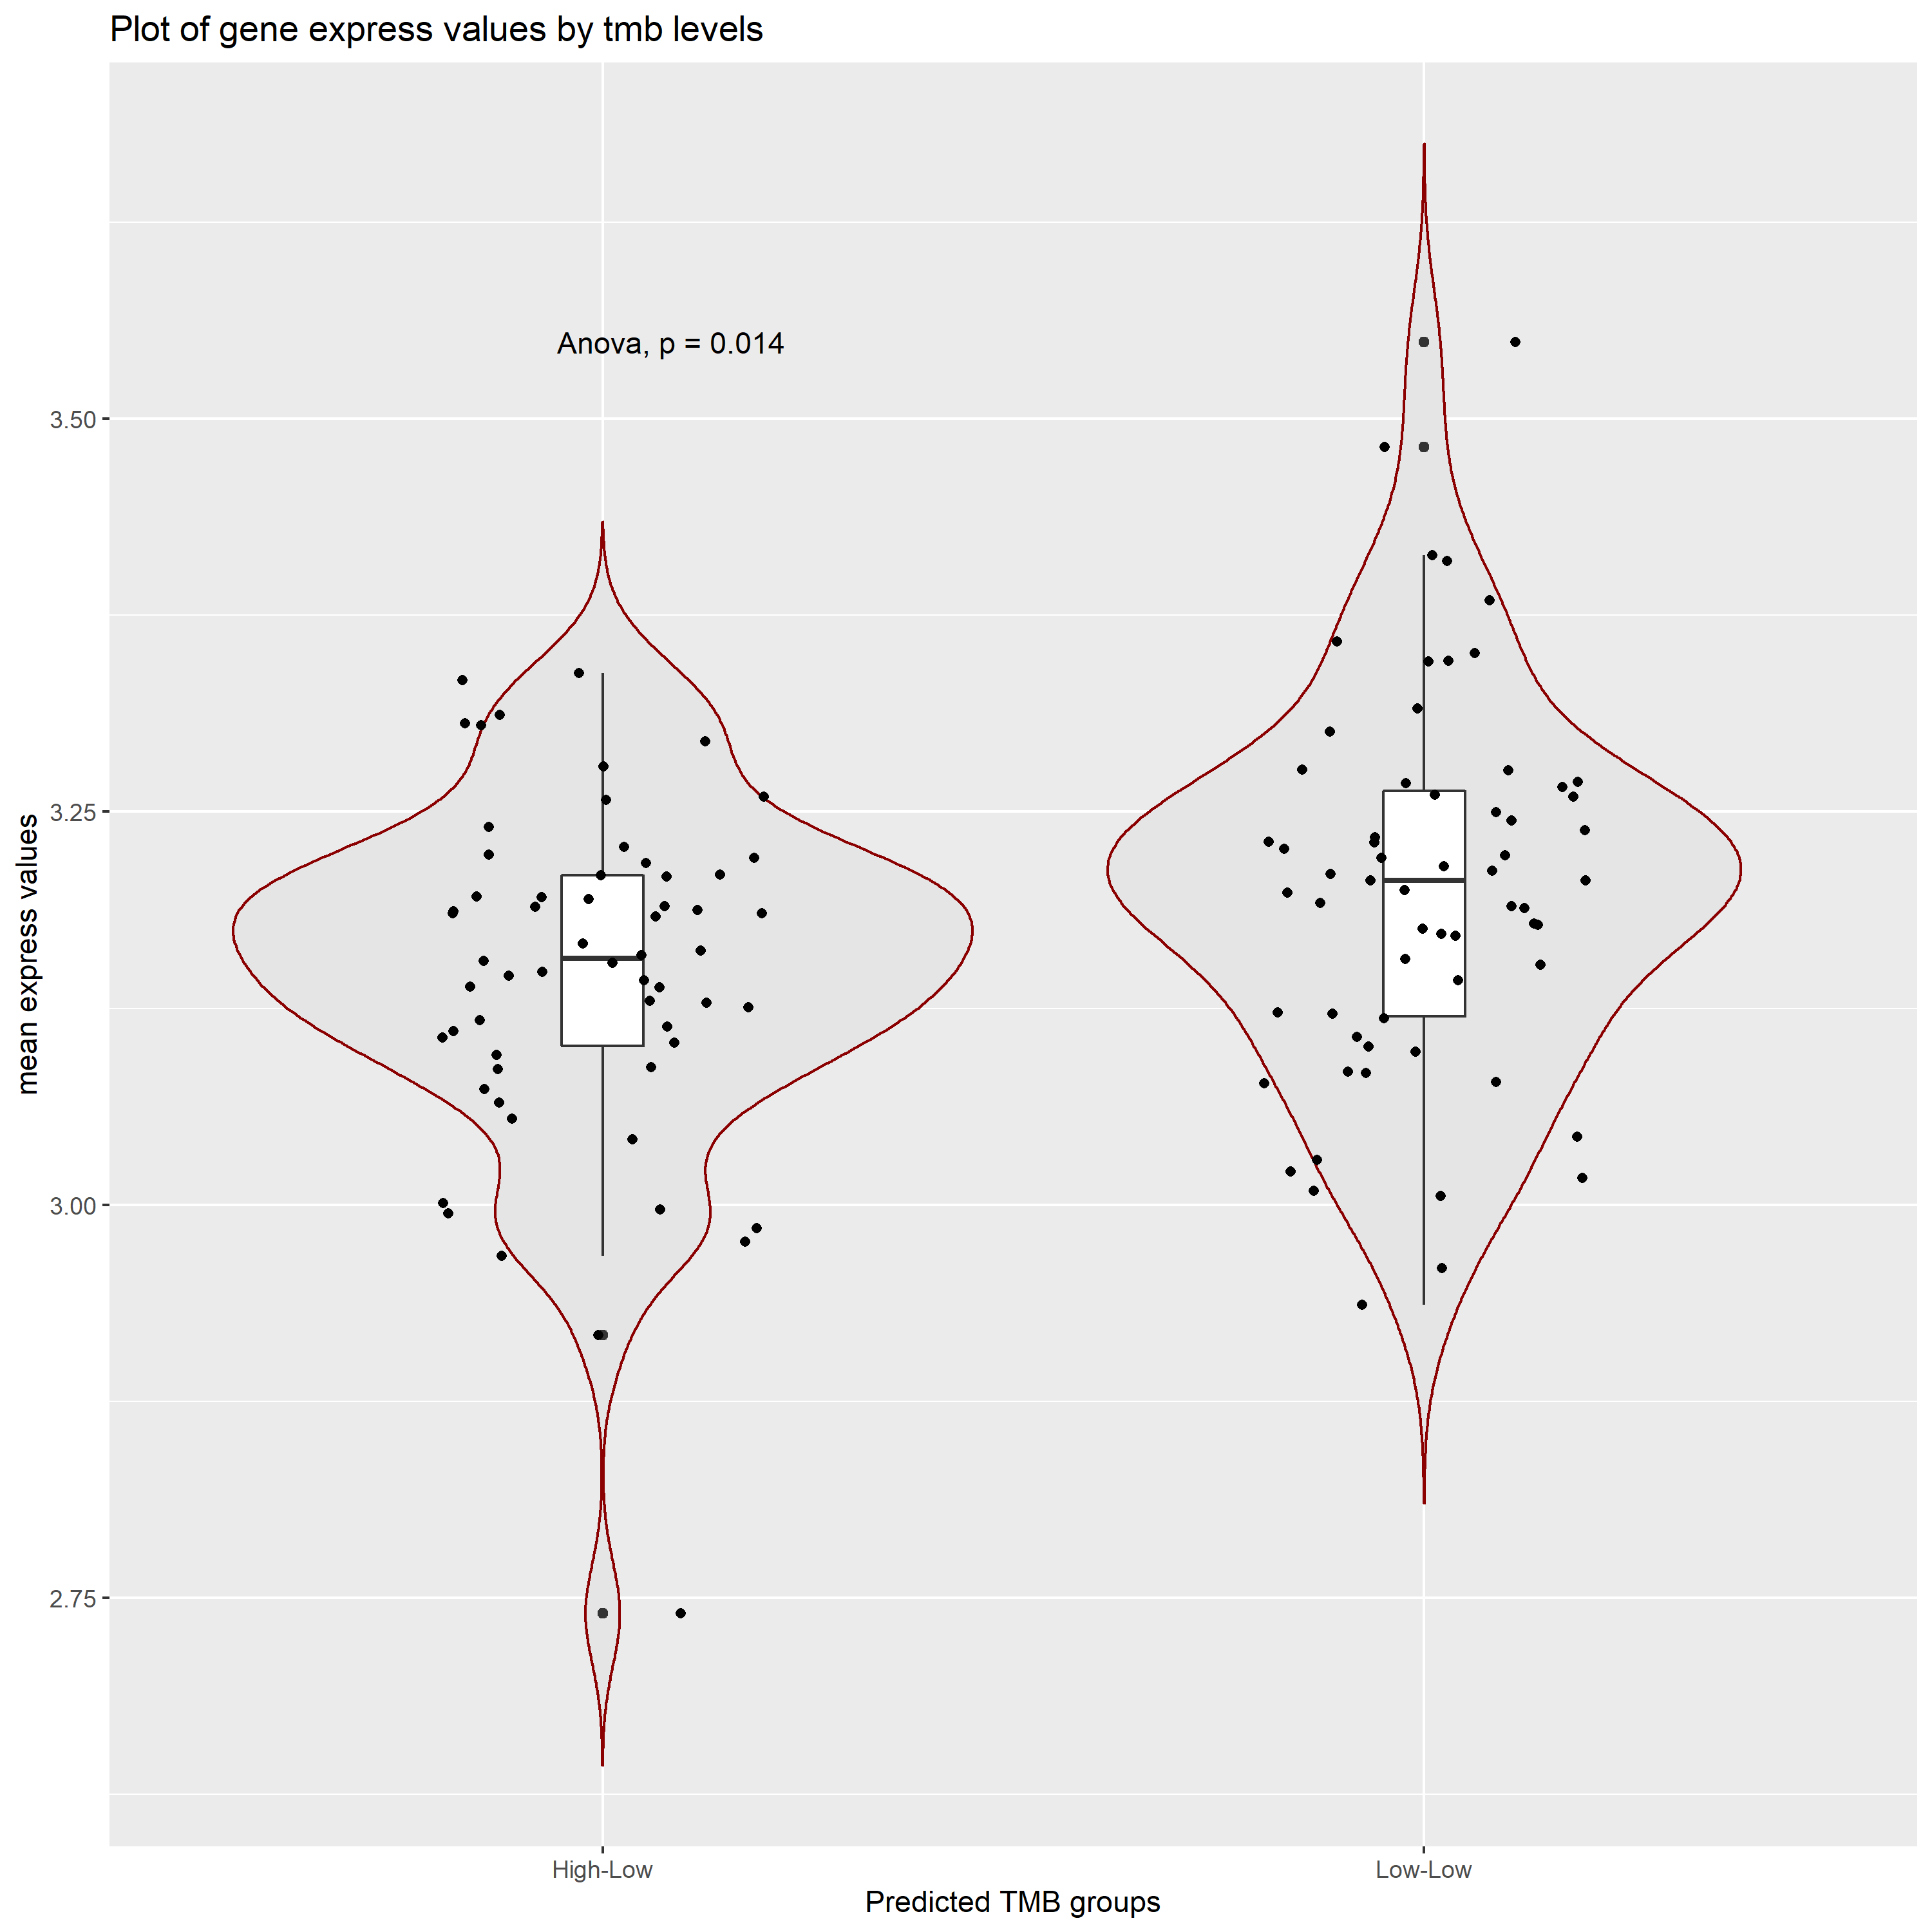 Plot of gene express values by tmb levels
Anova, p = 0.014
3.50
3.25
3.00
2.75
mean express values
High-Low
Low-Low
Predicted TMB groups